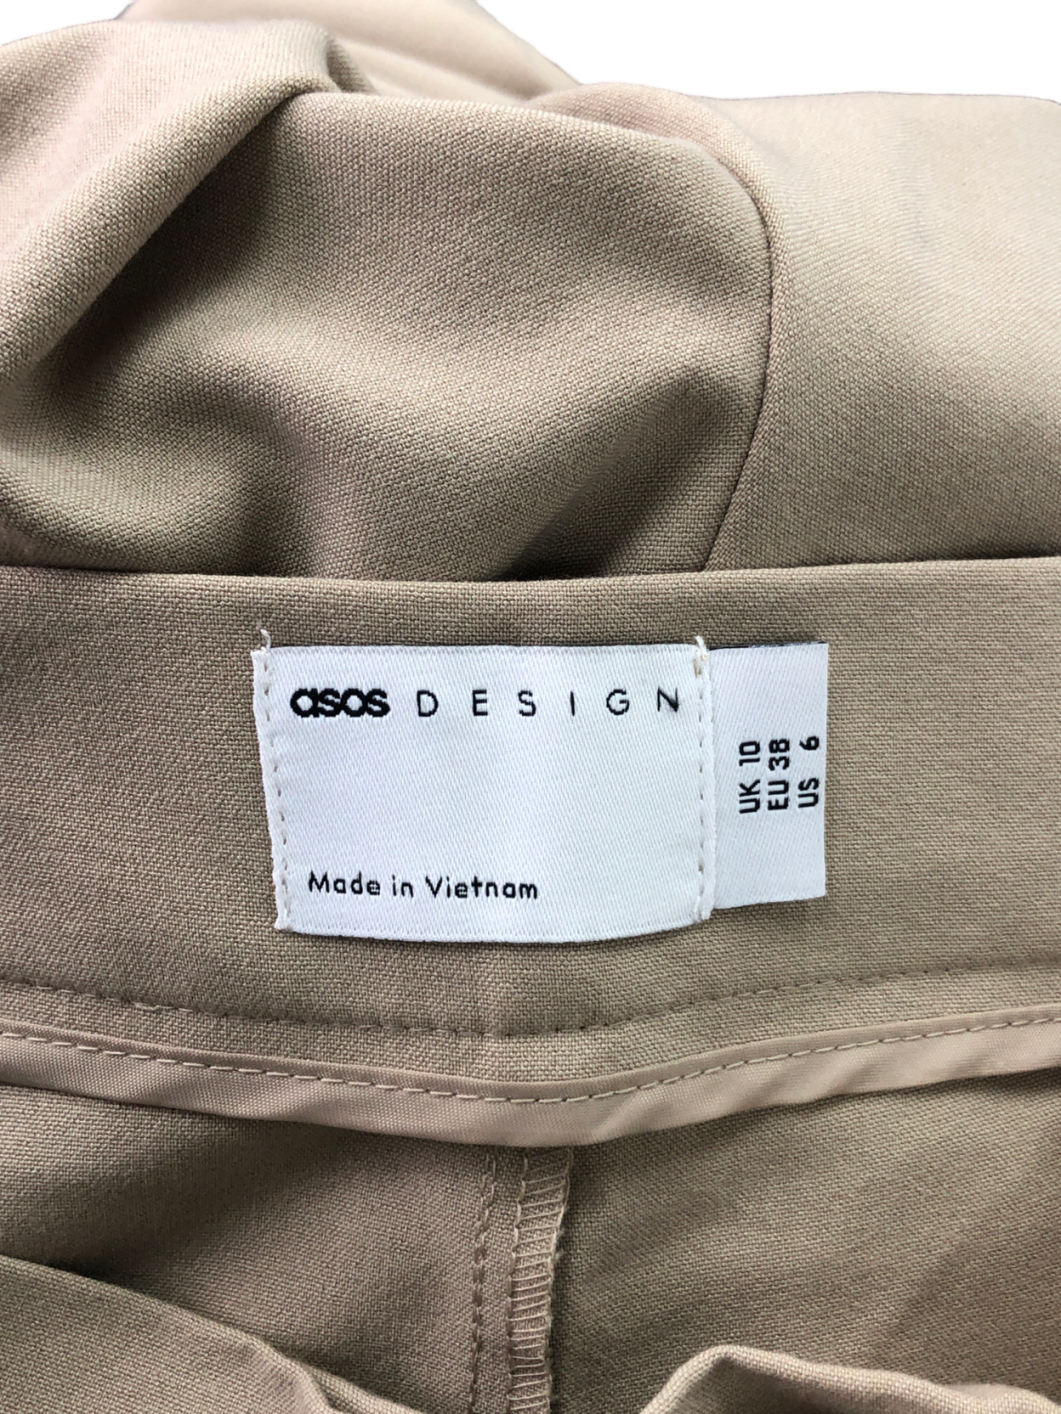 asos DESIGN
Made in Vietnam
UK 10
EU 38
US 6